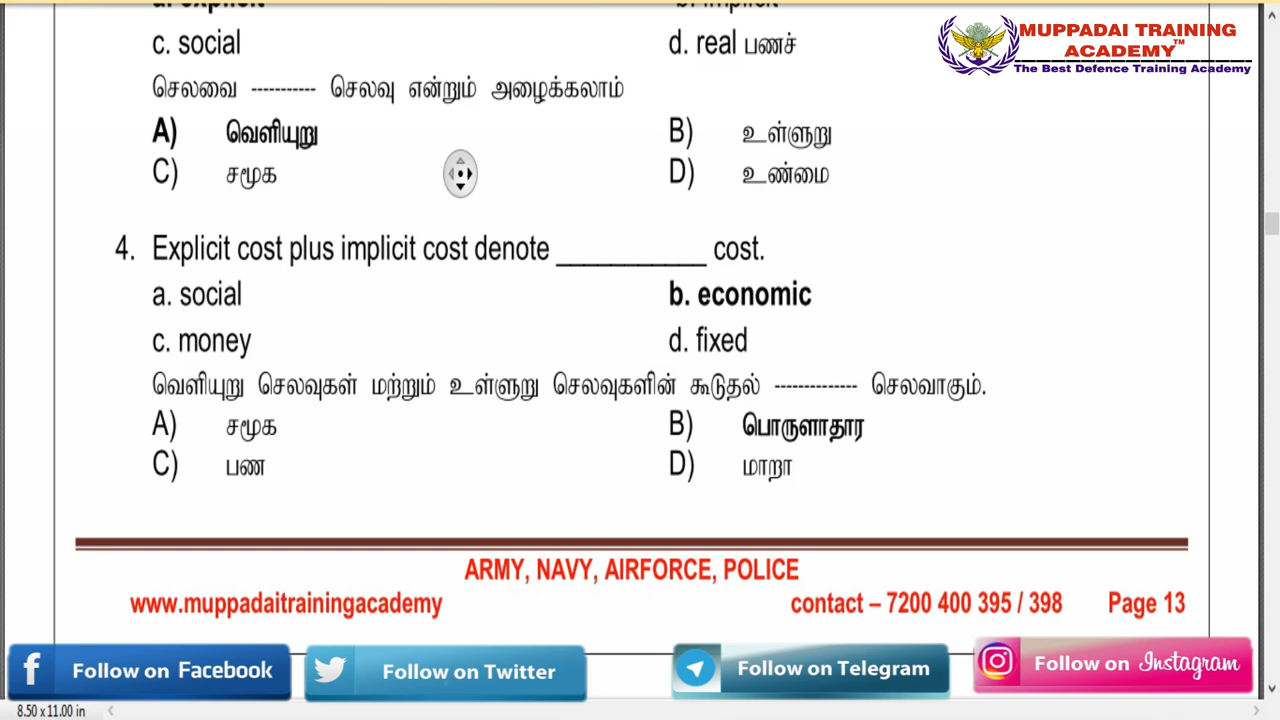 a. explicit b. implicit
c. social d. real பணச்
செலவை ----------- செலவு என்றும் அழைக்கலாம்
A) வெளியுறு B) உள்ளுறு
C) சமூக D) உண்மை
4. Explicit cost plus implicit cost denote ___________ cost.
a. social b. economic
c. money d. fixed
வெளியுறு செலவுகள் மற்றும் உள்ளுறு செலவுகளின் கூடுதல் -------------- செலவாகும்.
A) சமூக B) பொருளாதார
C) பண D) மாறா
ARMY, NAVY, AIRFORCE, POLICE
www.muppadaitrainingacademy contact – 7200 400 395 / 398 Page 13
MUPPADAI TRAINING
ACADEMY™
The Best Defence Training Academy
Follow on Facebook
Follow on Twitter
Follow on Telegram
Follow on Instagram
8.50 x 11.00 in